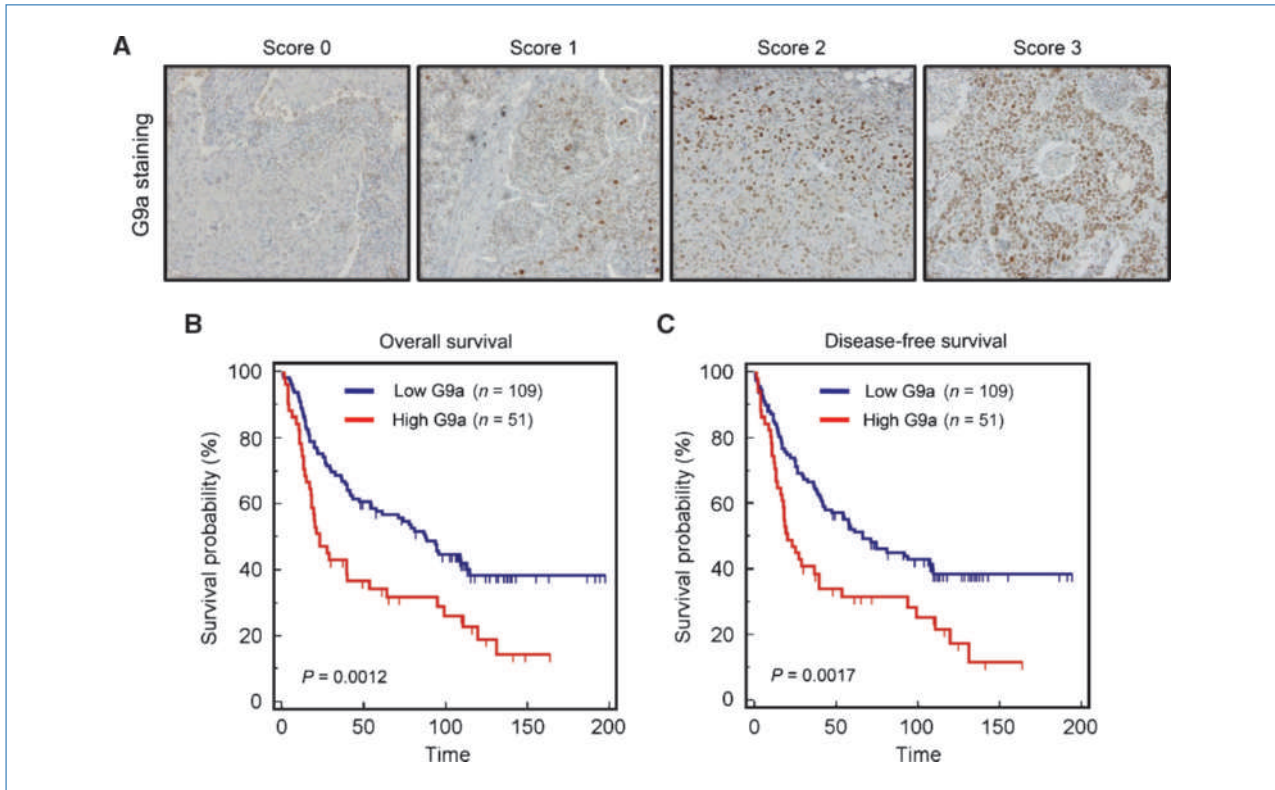 A
Score 0
Score 1
Score 2
Score 3
G9a staining
B
Overall survival
100
80
60
40
20
0
Survival probability (%)
Low G9a (n = 109)
High G9a (n = 51)
P = 0.0012
0 50 100 150 200
Time
C
Disease-free survival
100
80
60
40
20
0
Survival probability (%)
Low G9a (n = 109)
High G9a (n = 51)
P = 0.0017
0 50 100 150 200
Time